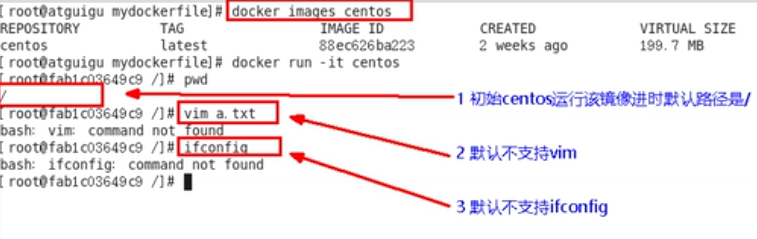 [root@atguigu mydockerfile]# docker images centos
REPOSITORY TAG IMAGE ID CREATED VIRTUAL SIZE
centos latest 88ec626ba223 2 weeks ago 199.7 MB
[root@atguigu mydockerfile]# docker run -it centos
[root@fab1c03649c9 /]# pwd
/
1 初始centos运行该镜像进时默认路径是/
[root@fab1c03649c9 /]# vim a.txt
bash: vim: command not found
2 默认不支持vim
[root@fab1c03649c9 /]# ifconfig
bash: ifconfig: command not found
[root@fab1c03649c9 /]#
3 默认不支持ifconfig